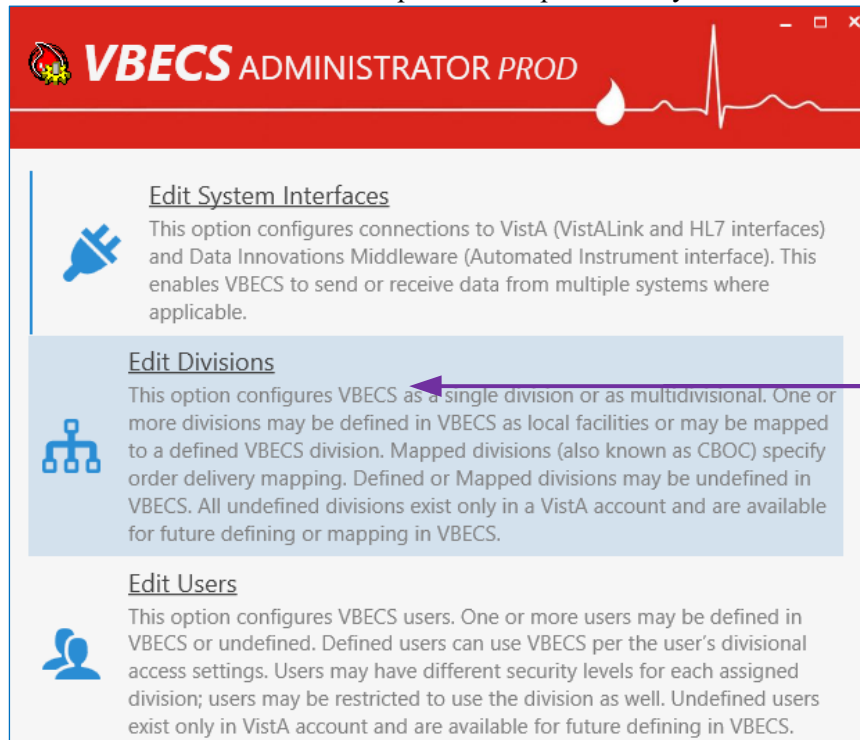 VBECS ADMINISTRATOR PROD
Edit System Interfaces
This option configures connections to VistA (VistALink and HL7 interfaces)
and Data Innovations Middleware (Automated Instrument interface). This
enables VBECS to send or receive data from multiple systems where
applicable.
Edit Divisions
This option configures VBECS as a single division or as multidivisional. One or
more divisions may be defined in VBECS as local facilities or may be mapped
to a defined VBECS division. Mapped divisions (also known as CBOC) specify
order delivery mapping. Defined or Mapped divisions may be undefined in
VBECS. All undefined divisions exist only in a VistA account and are available
for future defining or mapping in VBECS.
Edit Users
This option configures VBECS users. One or more users may be defined in
VBECS or undefined. Defined users can use VBECS per the user's divisional
access settings. Users may have different security levels for each assigned
division; users may be restricted to use the division as well. Undefined users
exist only in VistA account and are available for future defining in VBECS.